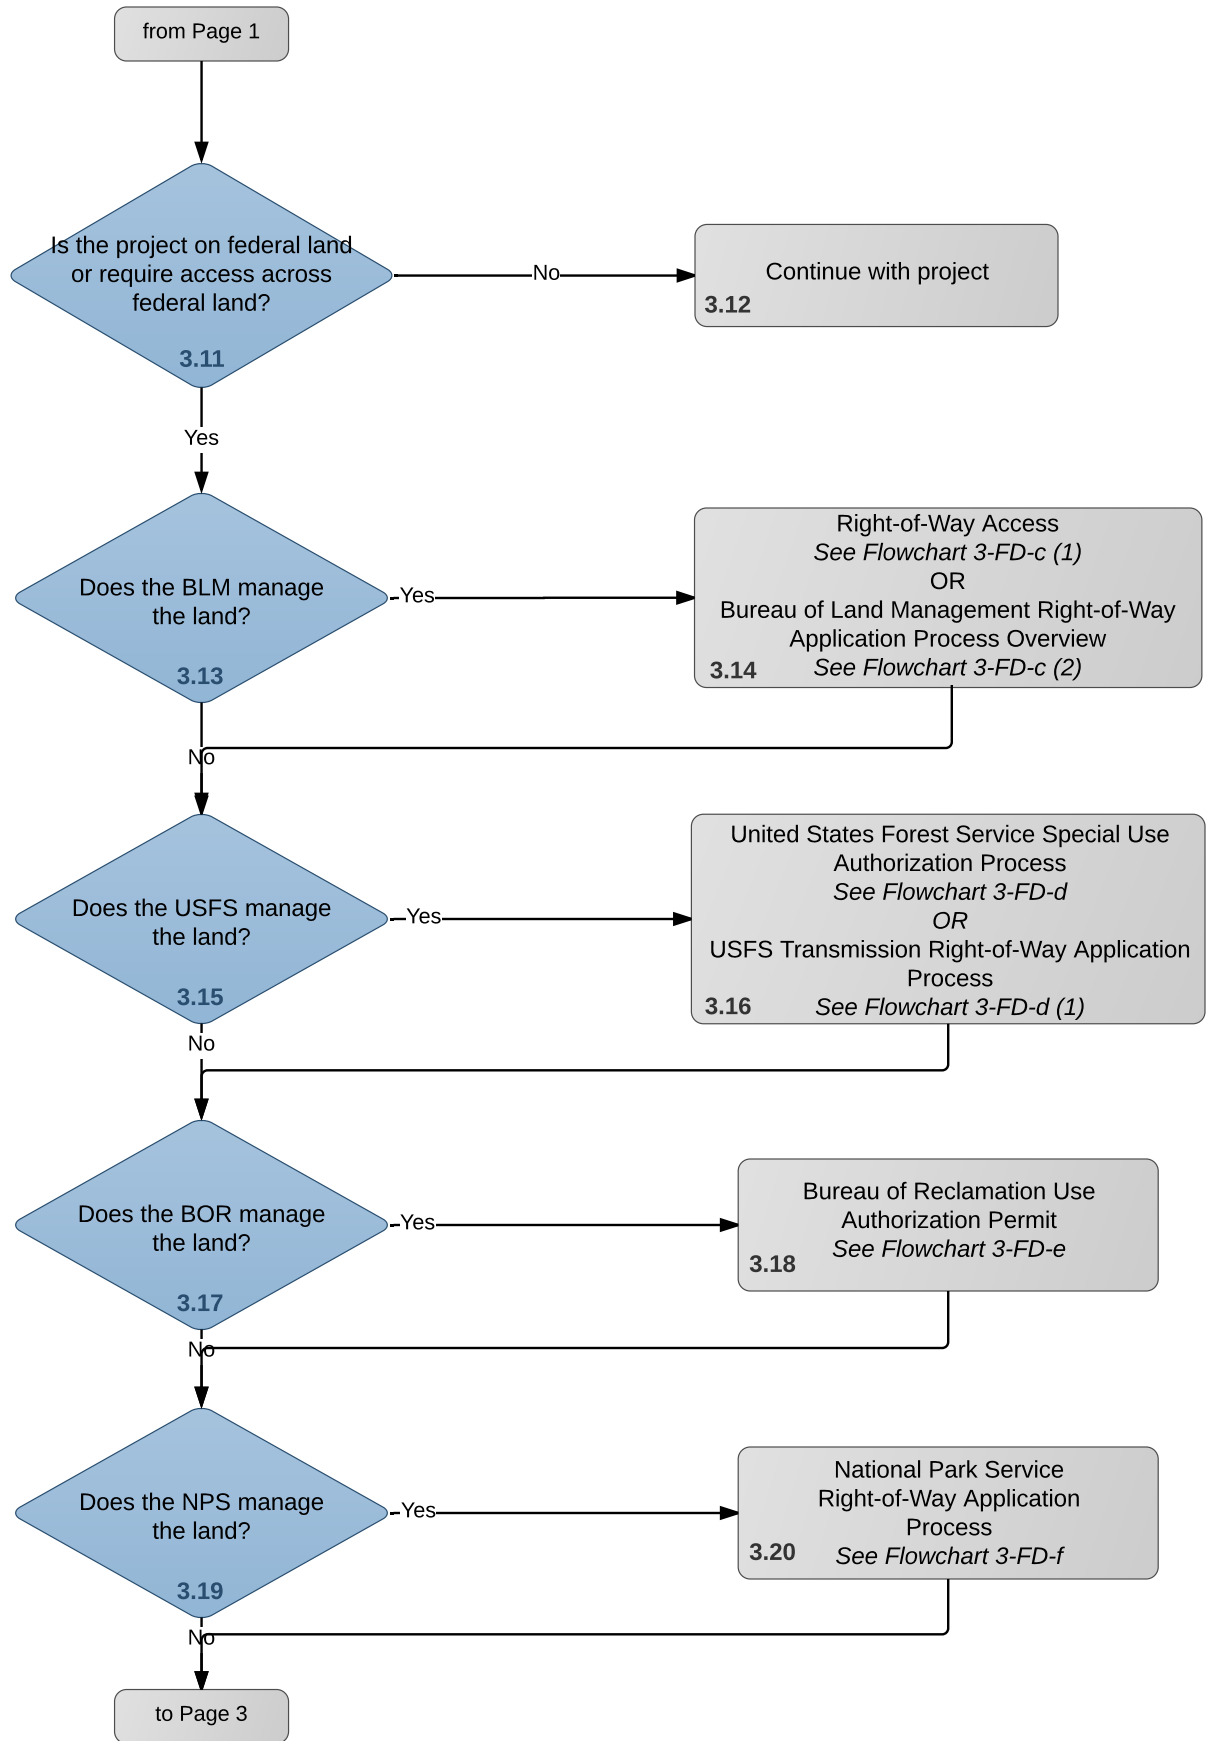 from Page 1
Is the project on federal land
or require access across
federal land?
3.11
No
Continue with project
3.12
Yes
Does the BLM manage
the land?
3.13
Yes
Right-of-Way Access
See Flowchart 3-FD-c (1)
OR
Bureau of Land Management Right-of-Way
Application Process Overview
See Flowchart 3-FD-c (2)
3.14
No
Does the USFS manage
the land?
3.15
Yes
United States Forest Service Special Use
Authorization Process
See Flowchart 3-FD-d
OR
USFS Transmission Right-of-Way Application
Process
See Flowchart 3-FD-d (1)
3.16
No
Does the BOR manage
the land?
3.17
Yes
Bureau of Reclamation Use
Authorization Permit
See Flowchart 3-FD-e
3.18
No
Does the NPS manage
the land?
3.19
Yes
National Park Service
Right-of-Way Application
Process
See Flowchart 3-FD-f
3.20
No
to Page 3